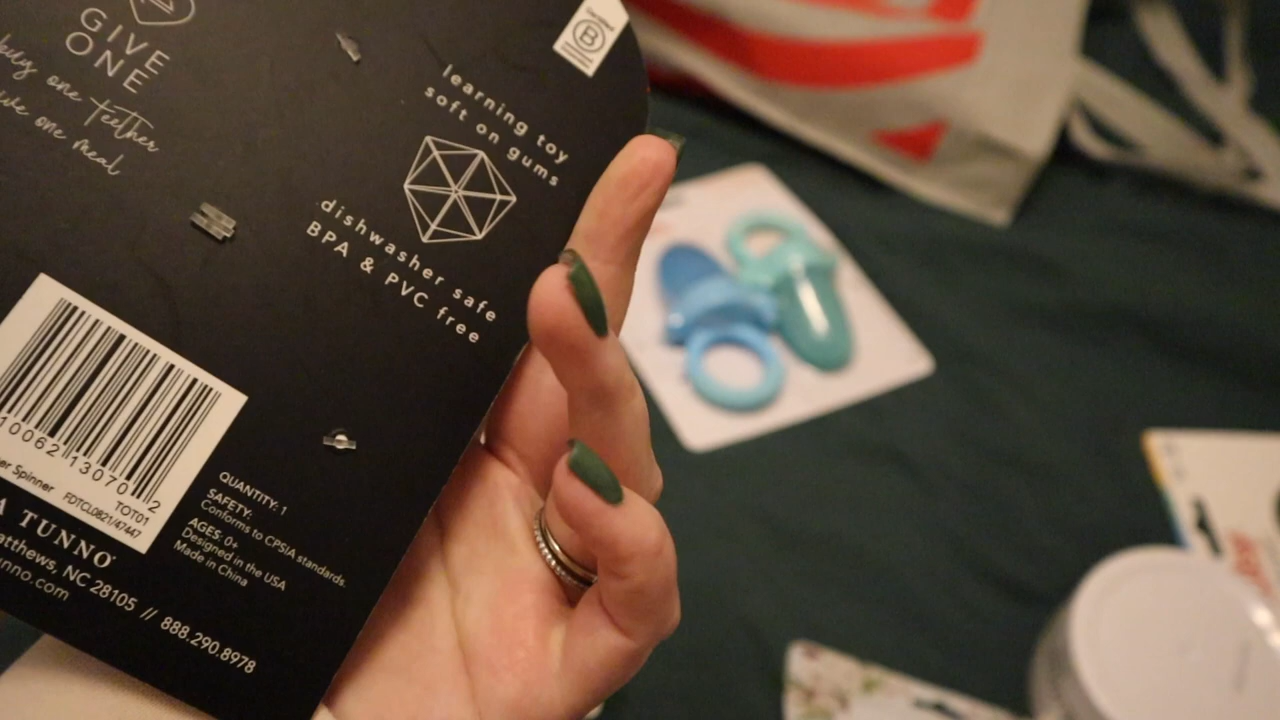 GIVE
ONE
buy one teether
give one meal
B
learning toy
soft on gums
dishwasher safe
BPA & PVC free
10062 13070 2
Spinner FDTCL0821/47447
TOT01
A TUNNO
Matthews, NC 28105 // 888.290.8978
nno.com
QUANTITY: 1
SAFETY:
Conforms to CPSIA standards.
AGES: 0+
Designed in the USA
Made in China